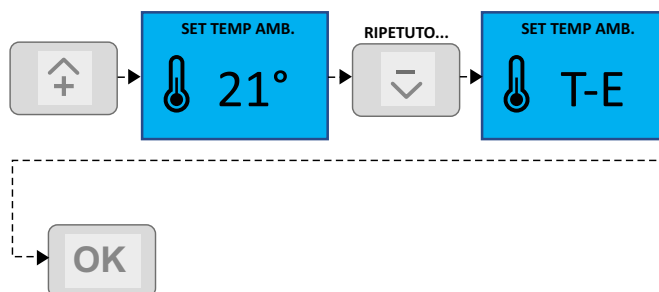 SET TEMP AMB.
21°
RIPETUTO...
SET TEMP AMB.
T-E
OK